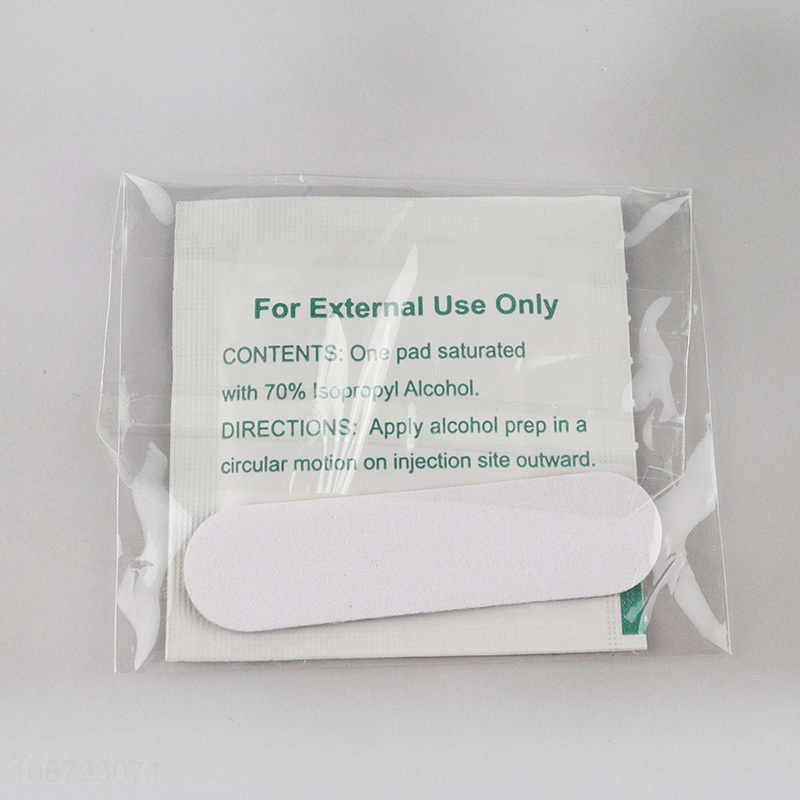 For External Use Only
CONTENTS: One pad saturated
with 70% Isopropyl Alcohol.
DIRECTIONS: Apply alcohol prep in a
circular motion on injection site outward.
108793071